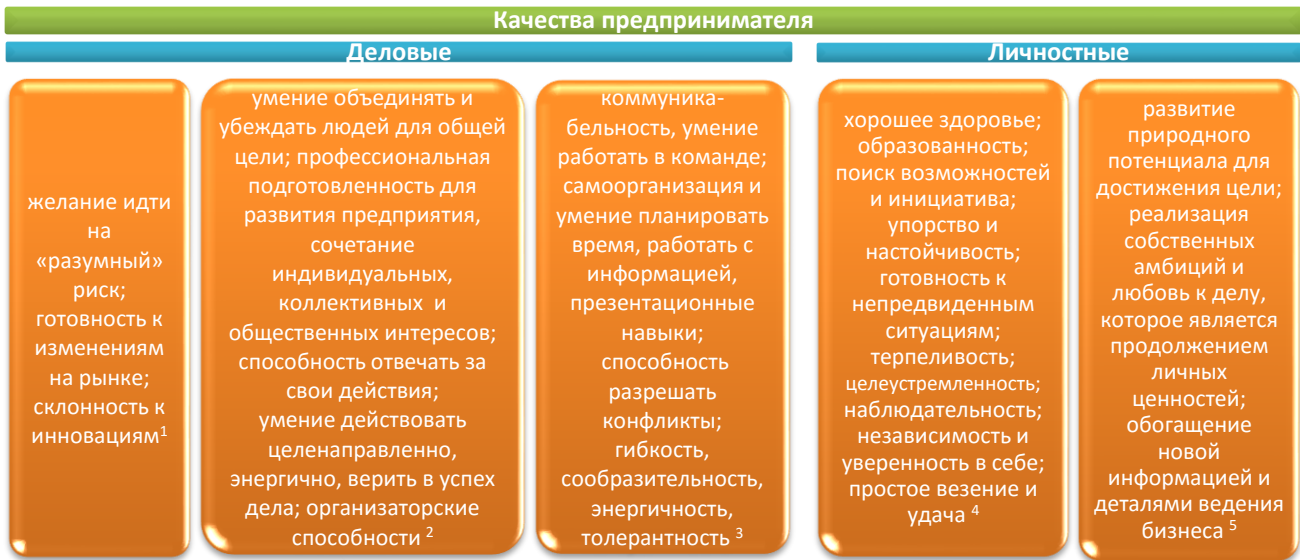 Качества предпринимателя
Деловые
Личностные
желание идти
на
«разумный»
риск;
готовность к
изменениям
на рынке;
склонность к
инновациям1
умение объединять и
убеждать людей для общей
цели; профессиональная
подготовленность для
развития предприятия,
сочетание
индивидуальных,
коллективных и
общественных интересов;
способность отвечать за
свои действия;
умение действовать
целенаправленно,
энергично, верить в успех
дела; организаторские
способности 2
коммуника-
бельность, умение
работать в команде;
самоорганизация и
умение планировать
время, работать с
информацией,
презентационные
навыки;
способность
разрешать
конфликты;
гибкость,
сообразительность,
энергичность,
толерантность 3
хорошее здоровье;
образованность;
поиск возможностей
и инициатива;
упорство и
настойчивость;
готовность к
непредвиденным
ситуациям;
терпеливость;
целеустремленность;
наблюдательность;
независимость и
уверенность в себе;
простое везение и
удача 4
развитие
природного
потенциала для
достижения цели;
реализация
собственных
амбиций и
любовь к делу,
которое является
продолжением
личных
ценностей;
обогащение
новой
информацией и
деталями ведения
бизнеса 5